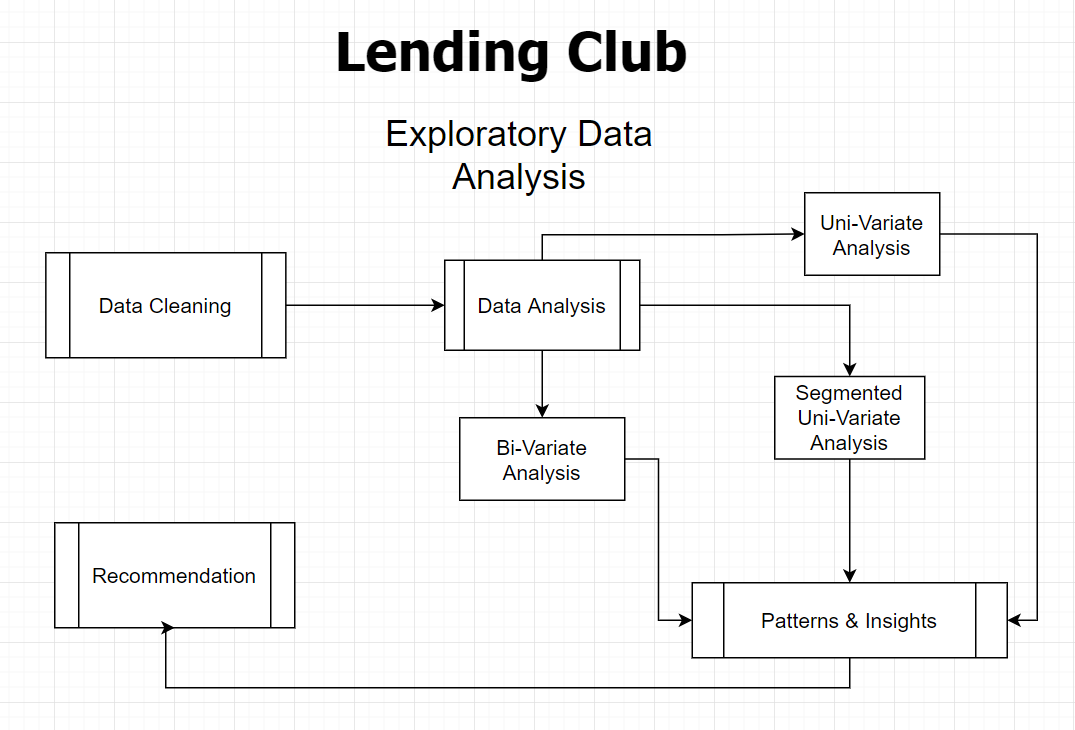 Lending Club
Exploratory Data
Analysis
Uni-Variate
Analysis
Data Cleaning
Data Analysis
Segmented
Uni-Variate
Analysis
Bi-Variate
Analysis
Recommendation
Patterns & Insights